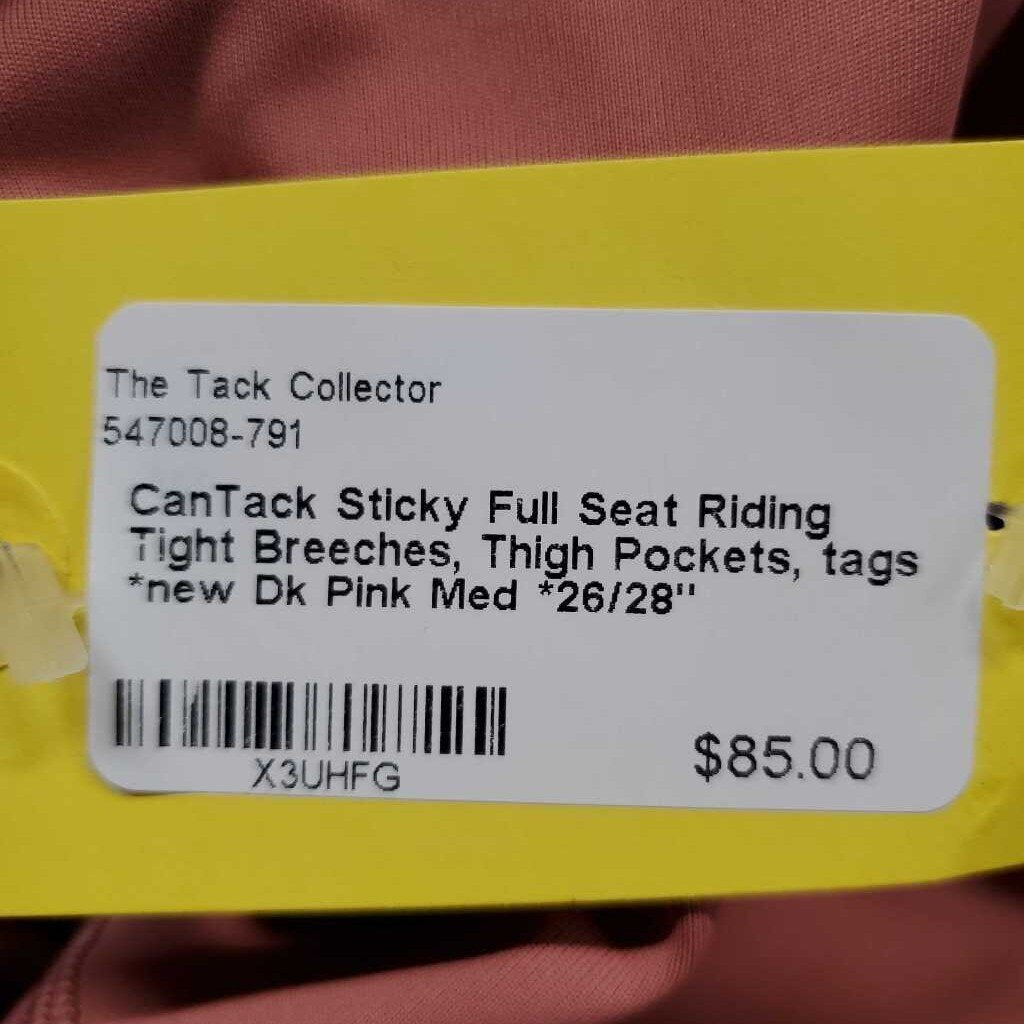 The Tack Collector
547008-791
CanTack Sticky Full Seat Riding
Tight Breeches, Thigh Pockets, tags
*new Dk Pink Med *26/28"
X3UHFG
$85.00